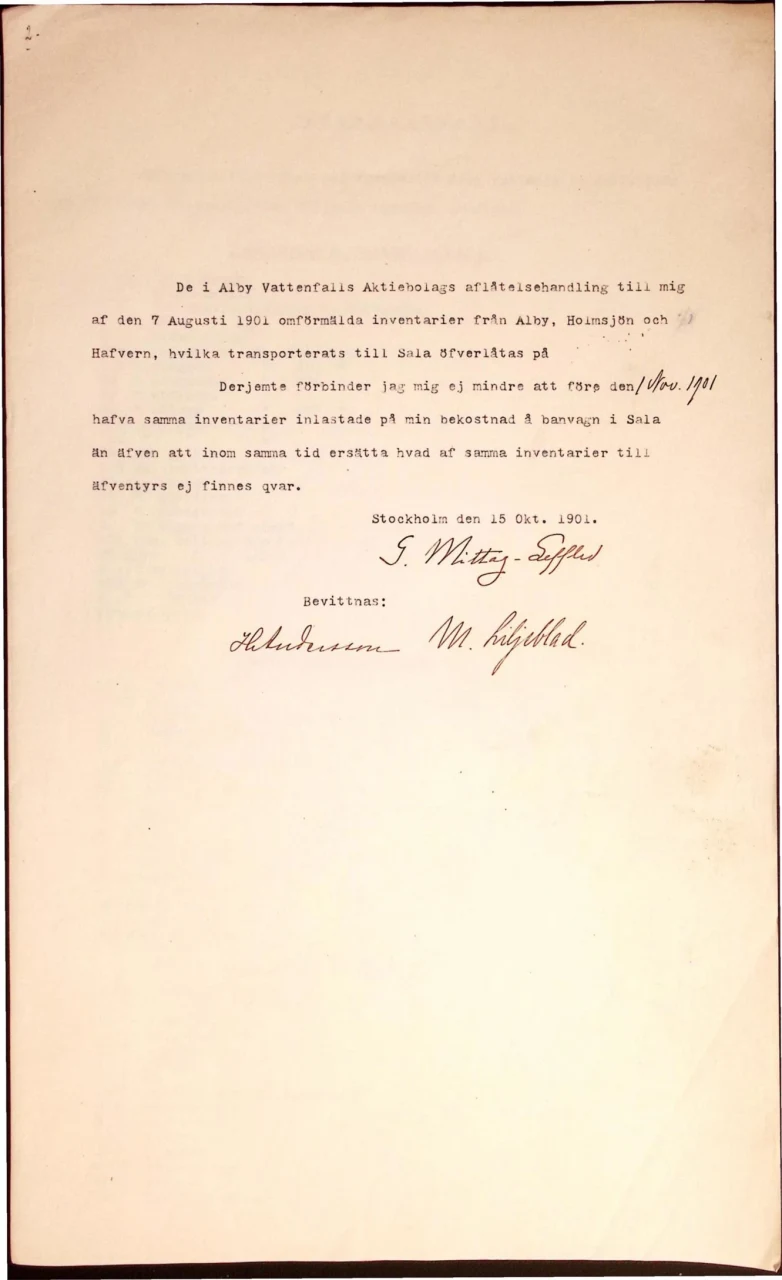 2.
De i Alby Vattenfalls Aktiebolags aflåtelsehandling till mig
af den 7 Augusti 1901 omförmälda inventarier från Alby, Holmsjön och
Hafvern, hvilka transporterats till Sala öfverlåtas på
Derjemte förbinder jag mig ej mindre att före den 1 Nov. 1901
hafva samma inventarier inlastade på min bekostnad å banvagn i Sala
än äfven att inom samma tid ersätta hvad af samma inventarier till
äfventyrs ej finnes qvar.
Stockholm den 15 Okt. 1901.
G. Mittag-Leffler
Bevittnas:
H Andersson M. Liljeblad.